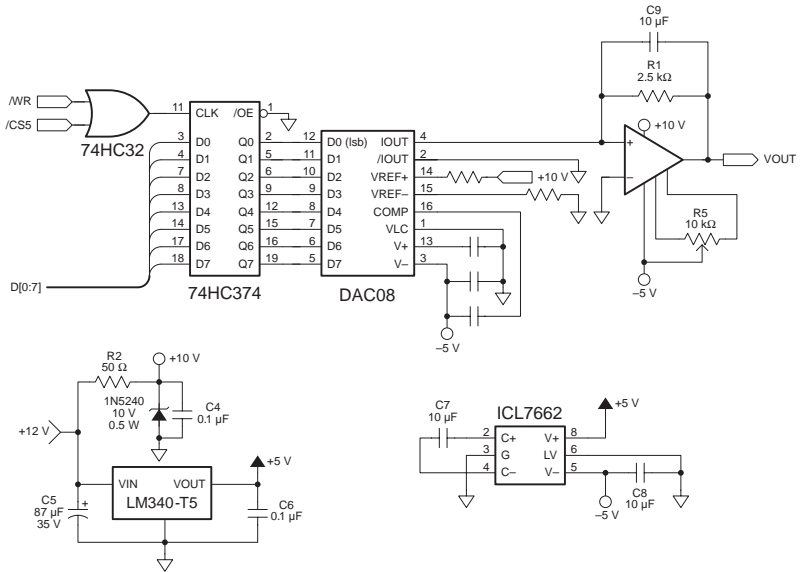 C9
10 µF
R1
2.5 kΩ
/WR
/CS5
74HC32
11 CLK /OE 1
3 D0 Q0 2
4 D1 Q1 5
7 D2 Q2 6
8 D3 Q3 9
13 D4 Q4 12
14 D5 Q5 15
17 D6 Q6 16
18 D7 Q7 19
74HC374
D[0:7]
12 D0 (lsb) IOUT 4
11 D1 /IOUT 2
10 D2 VREF+ 14
9 D3 VREF– 15
8 D4 COMP 16
7 D5 VLC 1
6 D6 V+ 13
5 D7 V– 3
DAC08
+10 V
–5 V
+10 V
+
–
VOUT
R5
10 kΩ
–5 V
R2
50 Ω
+10 V
1N5240
10 V
0.5 W
C4
0.1 µF
+12 V
+5 V
VIN VOUT
LM340-T5
C5
87 µF
35 V
+
C6
0.1 µF
C7
10 µF
ICL7662
+5 V
2 C+ V+ 8
3 G LV 6
4 C– V– 5
–5 V
C8
10 µF